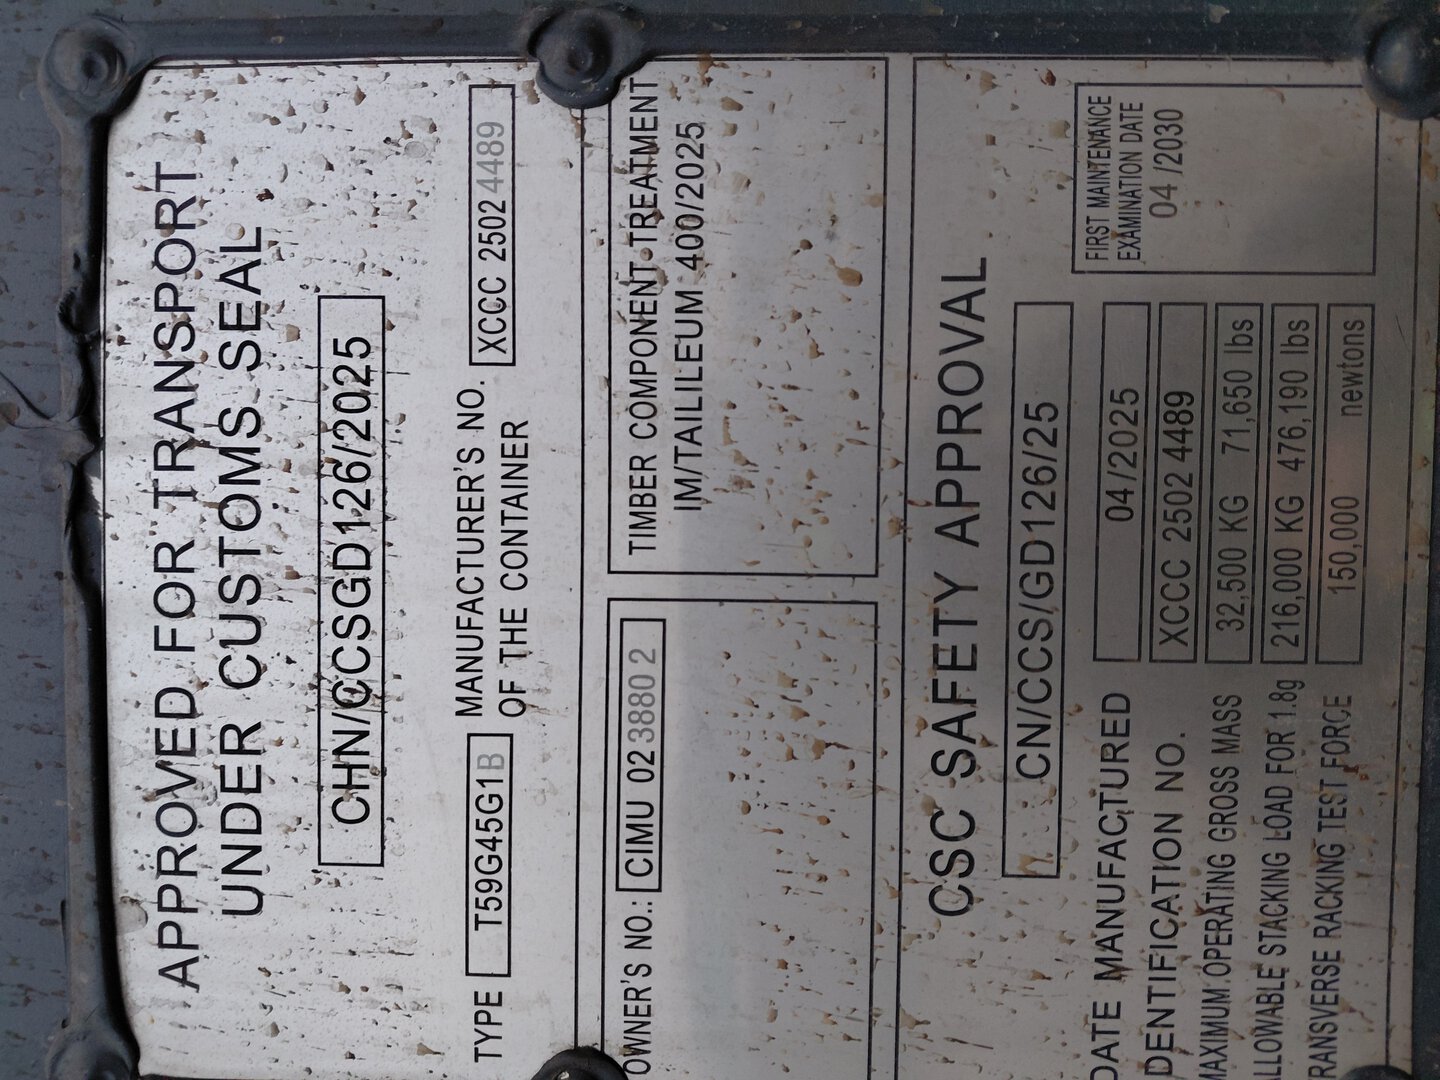 APPROVED FOR TRANSPORT
UNDER CUSTOMS SEAL
CHN/CCSGD126/2025
TYPE T59G45G1B
MANUFACTURER'S NO.
OF THE CONTAINER
XCCC 2502 4489
OWNER'S NO.: CIMU 02 3880 2
TIMBER COMPONENT TREATMENT
IM/TAILILEUM 400/2025
CSC SAFETY APPROVAL
CN/CCS/GD126/25
DATE MANUFACTURED 04/2025
DENTIFICATION NO. XCCC 2502 4489
MAXIMUM OPERATING GROSS MASS 32,500 KG 71,650 lbs
LLOWABLE STACKING LOAD FOR 1.8g 216,000 KG 476,190 lbs
RANSVERSE RACKING TEST FORCE 150,000 newtons
FIRST MAINTENANCE
EXAMINATION DATE
04 /2030